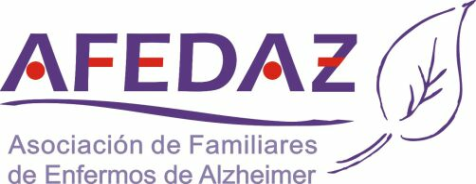 AFEDAZ
Asociación de Familiares
de Enfermos de Alzheimer